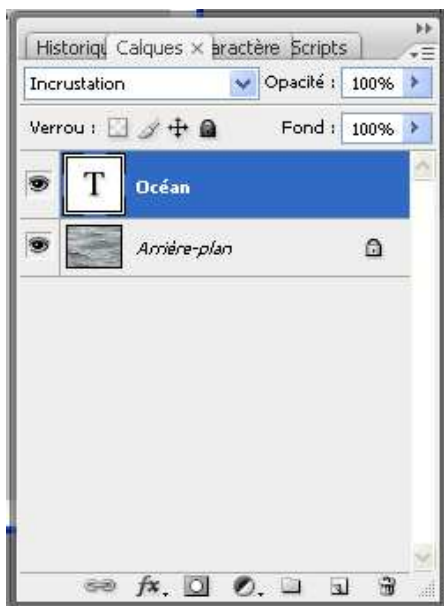 Historiqu Calques × aractère Scripts
Incrustation Opacité : 100%
Verrou : Fond : 100%
T Océan
Arrière-plan
fx.